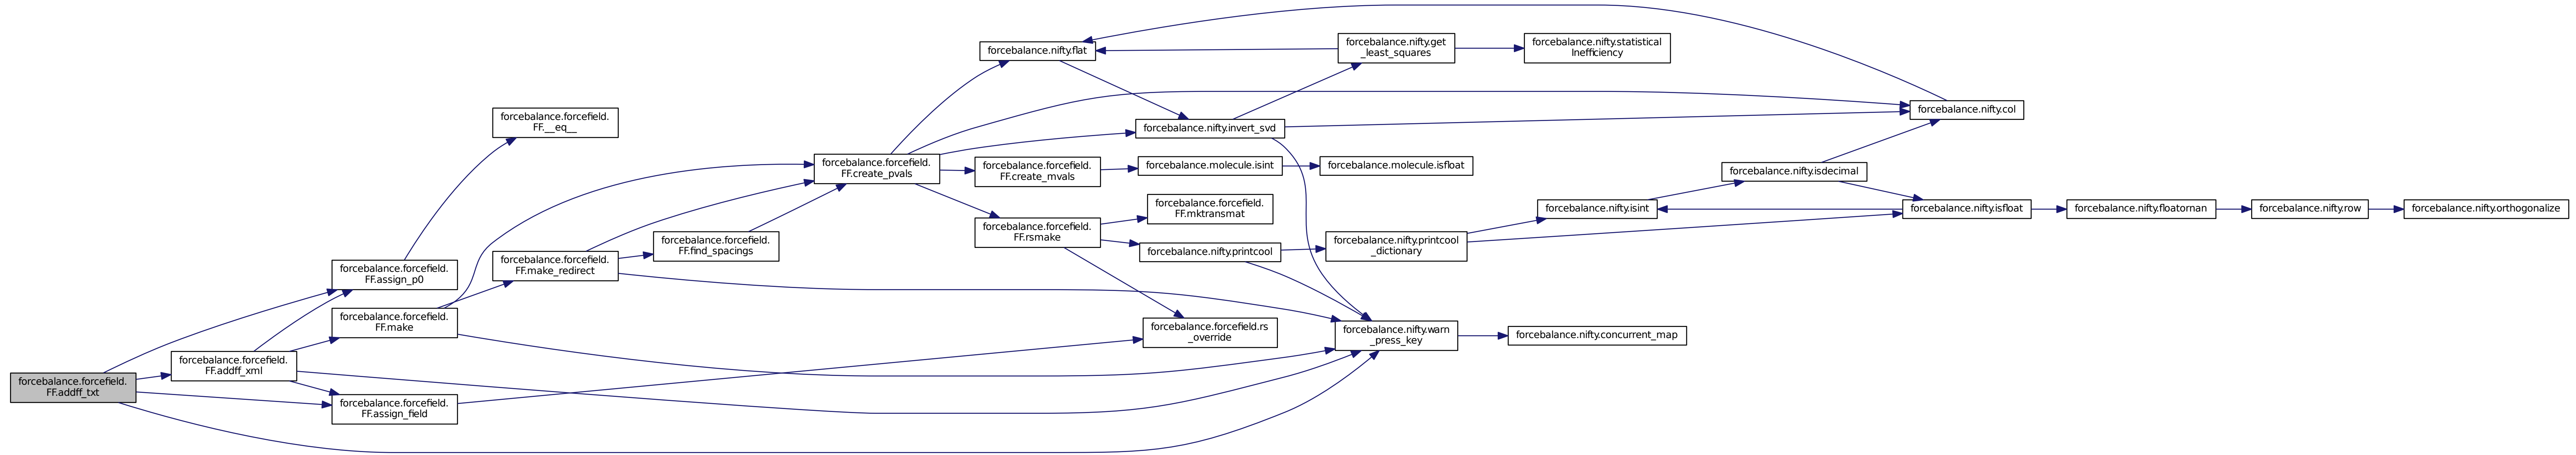 forcebalance.forcefield.
FF.addff_txt
forcebalance.forcefield.
FF.addff_xml
forcebalance.forcefield.
FF.assign_p0
forcebalance.forcefield.
FF.make
forcebalance.forcefield.
FF.assign_field
forcebalance.forcefield.
FF.__eq__
forcebalance.forcefield.
FF.make_redirect
forcebalance.forcefield.
FF.find_spacings
forcebalance.forcefield.
FF.create_pvals
forcebalance.nifty.flat
forcebalance.forcefield.
FF.create_mvals
forcebalance.forcefield.
FF.rsmake
forcebalance.nifty.invert_svd
forcebalance.molecule.isint
forcebalance.forcefield.
FF.mktransmat
forcebalance.nifty.printcool
forcebalance.forcefield.rs
_override
forcebalance.nifty.get
_least_squares
forcebalance.molecule.isfloat
forcebalance.nifty.printcool
_dictionary
forcebalance.nifty.warn
_press_key
forcebalance.nifty.statistical
Inefficiency
forcebalance.nifty.isint
forcebalance.nifty.concurrent_map
forcebalance.nifty.isdecimal
forcebalance.nifty.col
forcebalance.nifty.isfloat
forcebalance.nifty.floatornan
forcebalance.nifty.row
forcebalance.nifty.orthogonalize